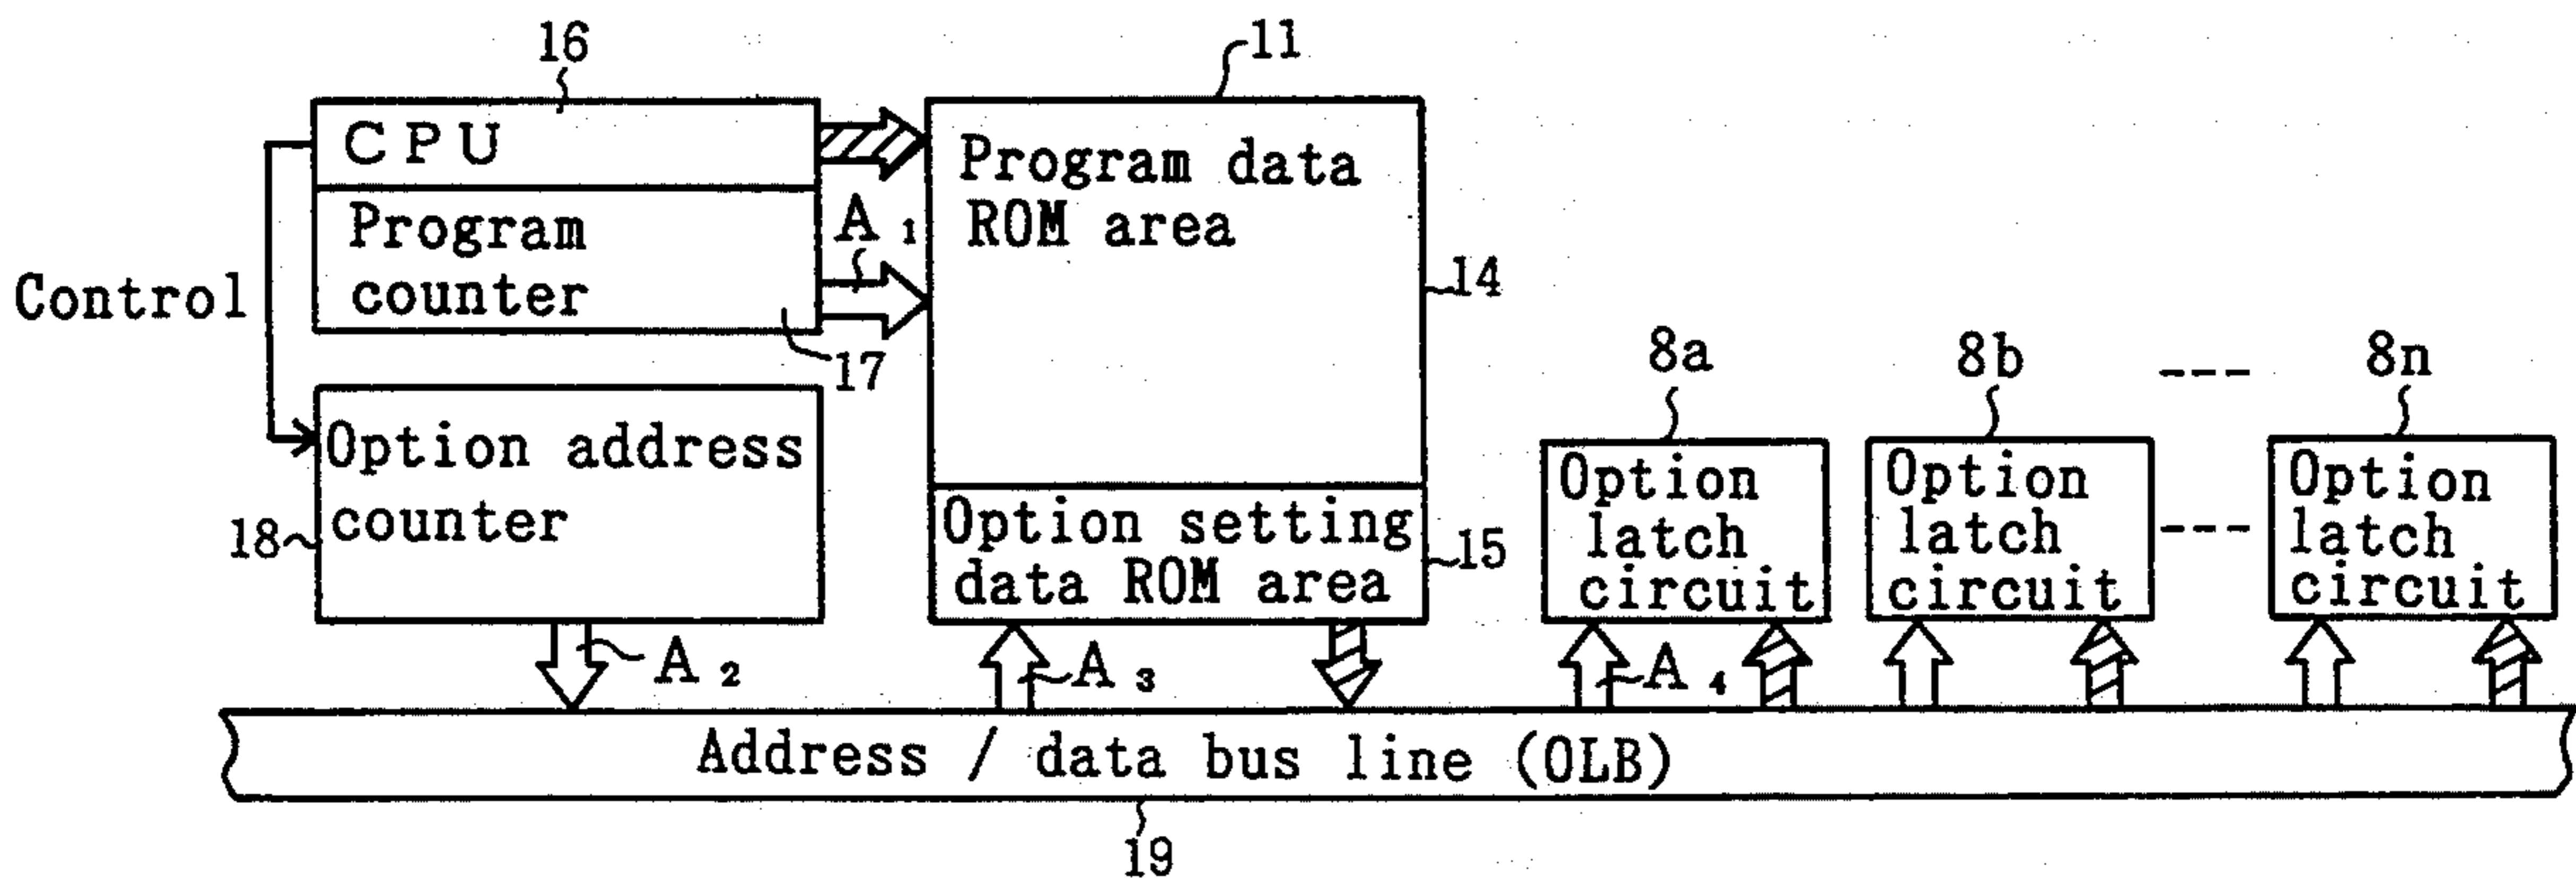 16
11
CPU
Program data
ROM area
Program
counter
A1
Control
14
17
8a
8b
---
8n
Option address
counter
18
Option setting
data ROM area
15
Option
latch
circuit
Option
latch
circuit
---
Option
latch
circuit
A2
A3
A4
Address / data bus line (OLB)
19